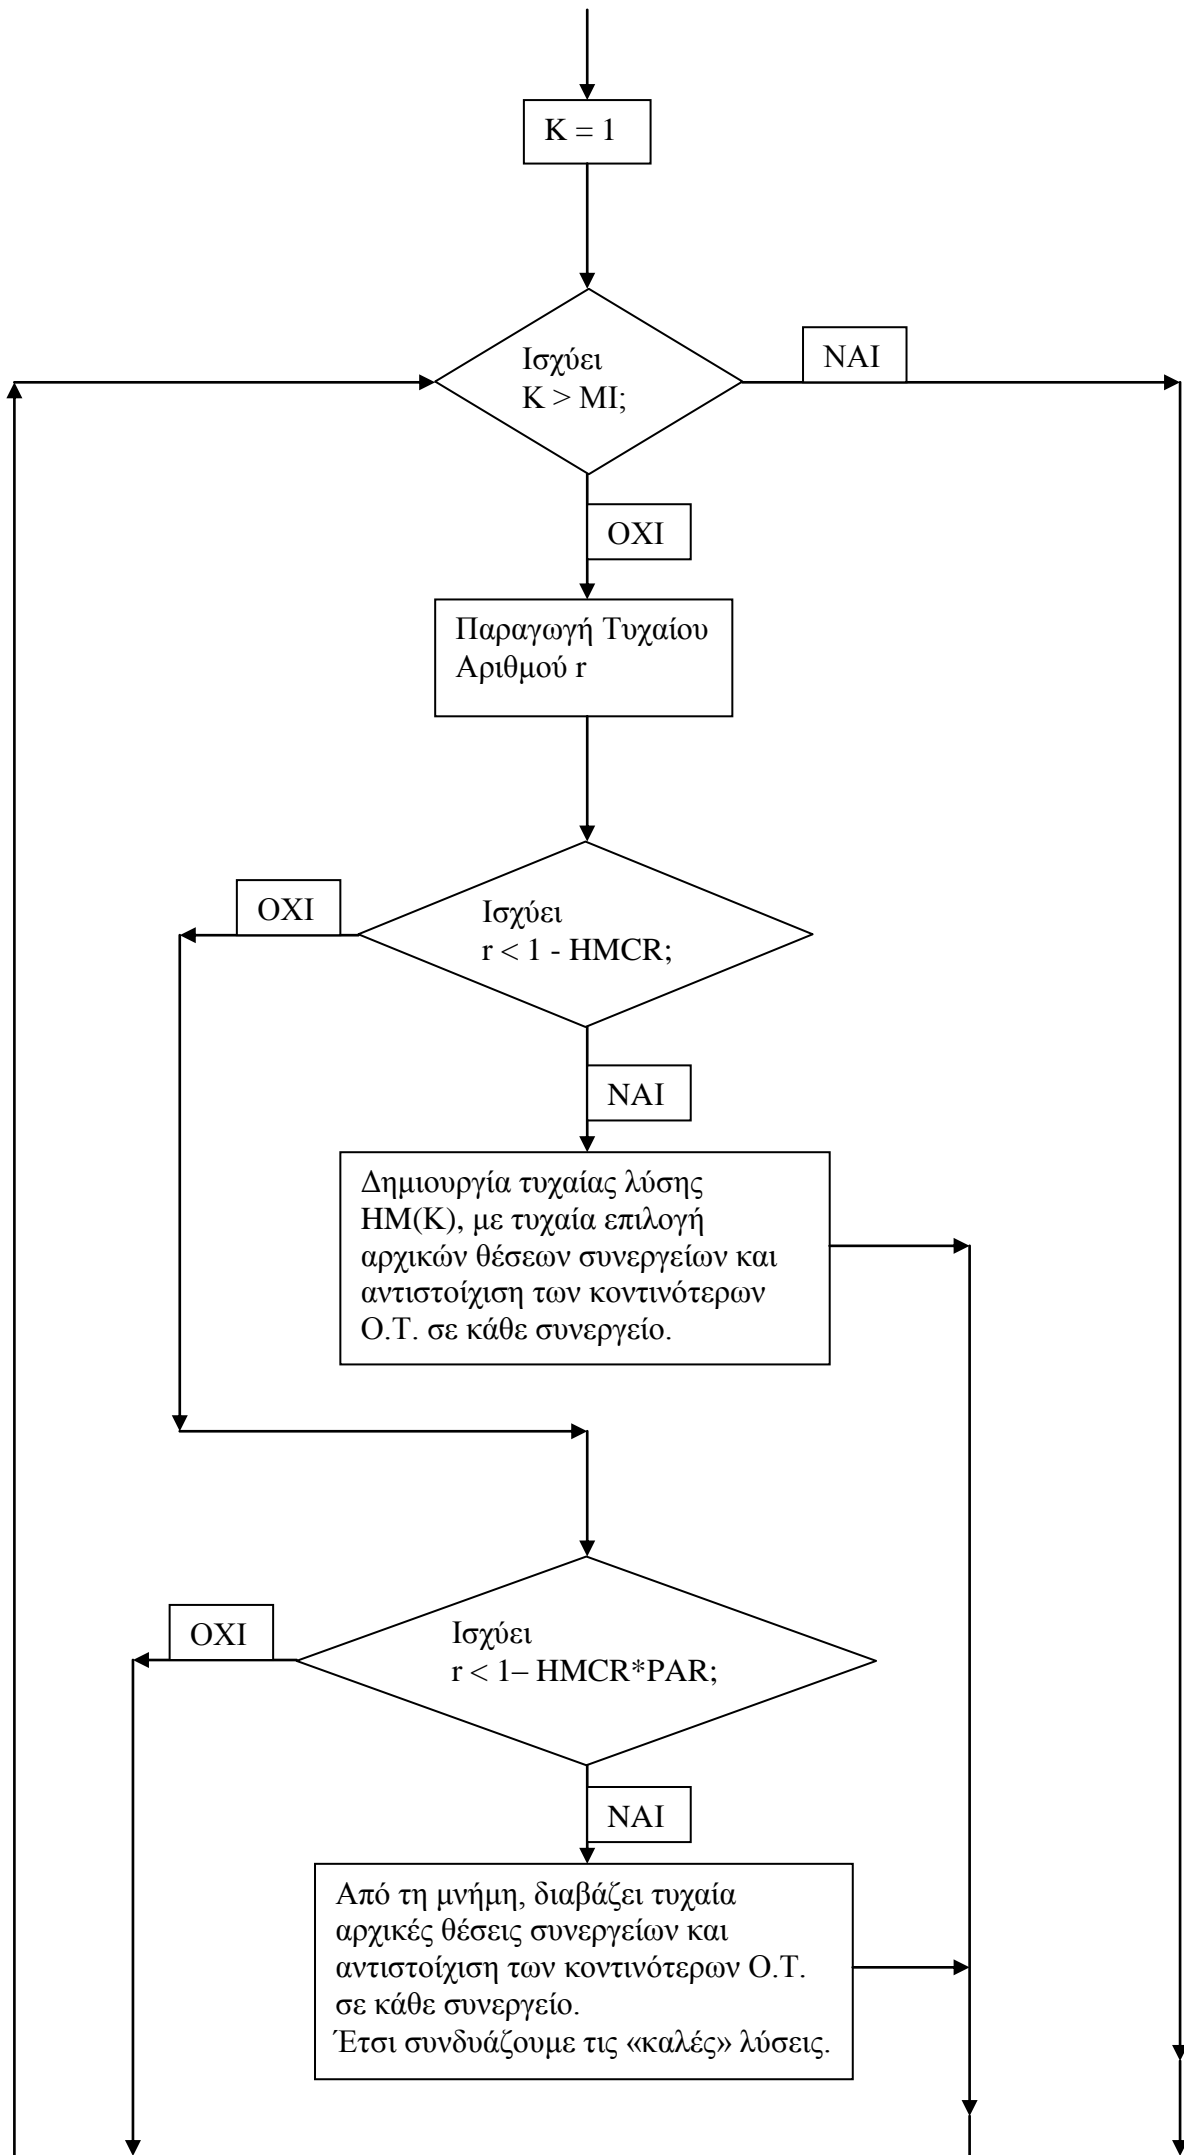 Κ = 1
Ισχύει
Κ > ΜΙ;
ΝΑΙ
ΟΧΙ
Παραγωγή Τυχαίου
Αριθμού r
ΟΧΙ
Ισχύει
r < 1 - HMCR;
ΝΑΙ
Δημιουργία τυχαίας λύσης
ΗΜ(Κ), με τυχαία επιλογή
αρχικών θέσεων συνεργείων και
αντιστοίχιση των κοντινότερων
Ο.Τ. σε κάθε συνεργείο.
ΟΧΙ
Ισχύει
r < 1– HMCR*PAR;
ΝΑΙ
Από τη μνήμη, διαβάζει τυχαία
αρχικές θέσεις συνεργείων και
αντιστοίχιση των κοντινότερων Ο.Τ.
σε κάθε συνεργείο.
Έτσι συνδυάζουμε τις «καλές» λύσεις.